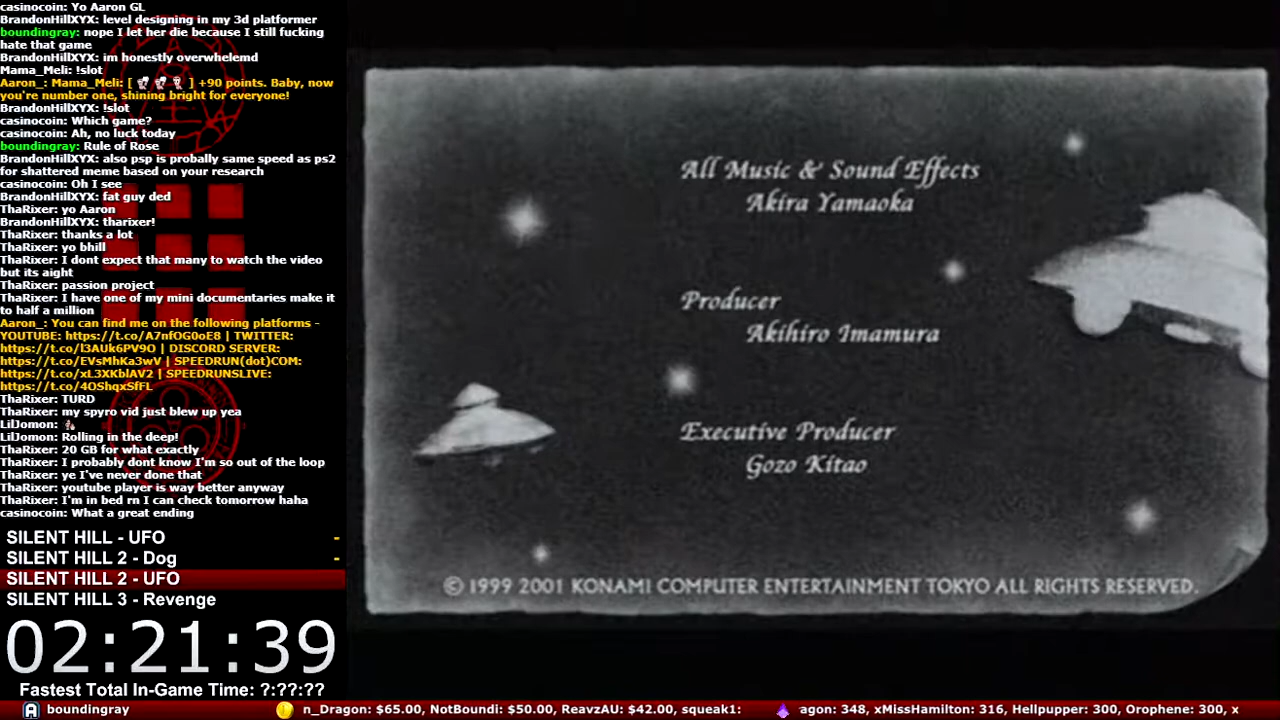 casinocoin: Yo Aaron GL
BrandonHillXYX: level designing in my 3d platformer
boundingray: nope I let her die because I still fucking
hate that game
BrandonHillXYX: im honestly overwhelemd
Mama_Meli: !slot
Aaron_: Mama_Meli: [ ] +90 points. Baby, now
you're number one, shining bright for everyone!
BrandonHillXYX: !slot
casinocoin: Which game?
casinocoin: Ah, no luck today
boundingray: Rule of Rose
BrandonHillXYX: also psp is probally same speed as ps2
for shattered meme based on your research
casinocoin: Oh I see
BrandonHillXYX: fat guy ded
ThaRixer: yo Aaron
BrandonHillXYX: tharixer!
ThaRixer: thanks a lot
ThaRixer: yo bhill
ThaRixer: I dont expect that many to watch the video
but its aight
ThaRixer: passion project
ThaRixer: I have one of my mini documentaries make it
to half a million
Aaron_: You can find me on the following platforms -
YOUTUBE: https://t.co/A7nfOG0oE8 | TWITTER:
https://t.co/l3AUk6PV9O | DISCORD SERVER:
https://t.co/EVsMhKa3wV | SPEEDRUN(dot)COM:
https://t.co/xL3XKblAV2 | SPEEDRUNSLIVE:
https://t.co/4OShqxSfFL
ThaRixer: TURD
ThaRixer: my spyro vid just blew up yea
LilJomon:
LilJomon: Rolling in the deep!
ThaRixer: 20 GB for what exactly
ThaRixer: I probably dont know I'm so out of the loop
ThaRixer: ye I've never done that
ThaRixer: youtube player is way better anyway
ThaRixer: I'm in bed rn I can check tomorrow haha
casinocoin: What a great ending
SILENT HILL - UFO -
SILENT HILL 2 - Dog -
SILENT HILL 2 - UFO
SILENT HILL 3 - Revenge
02:21:39
Fastest Total In-Game Time: ?:??:??
All Music & Sound Effects
Akira Yamaoka
Producer
Akihiro Imamura
Executive Producer
Gozo Kitao
© 1999 2001 KONAMI COMPUTER ENTERTAINMENT TOKYO ALL RIGHTS RESERVED.
A boundingray n_Dragon: $65.00, NotBoundi: $50.00, ReavzAU: $42.00, squeak1: agon: 348, xMissHamilton: 316, Hellpupper: 300, Orophene: 300, x